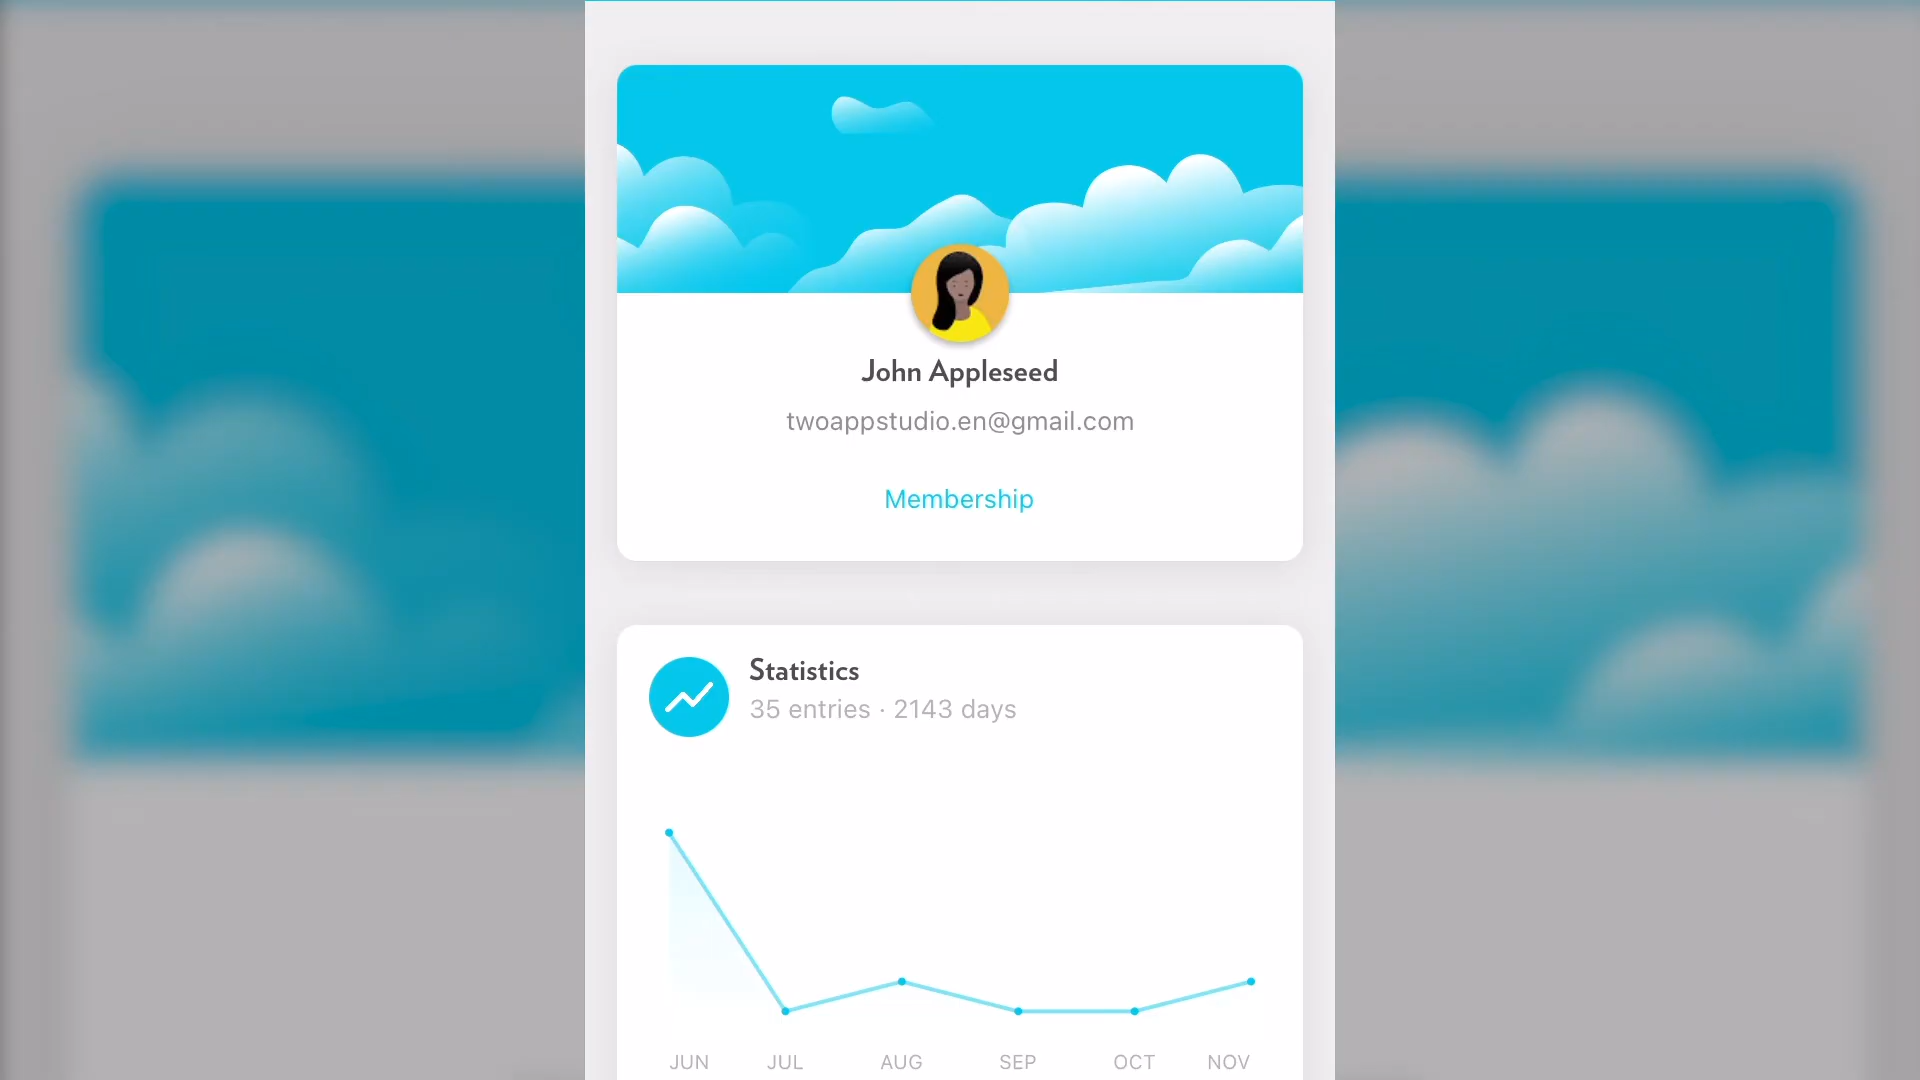 John Appleseed
twoappstudio.en@gmail.com
Membership
Statistics
35 entries · 2143 days
JUN JUL AUG SEP OCT NOV